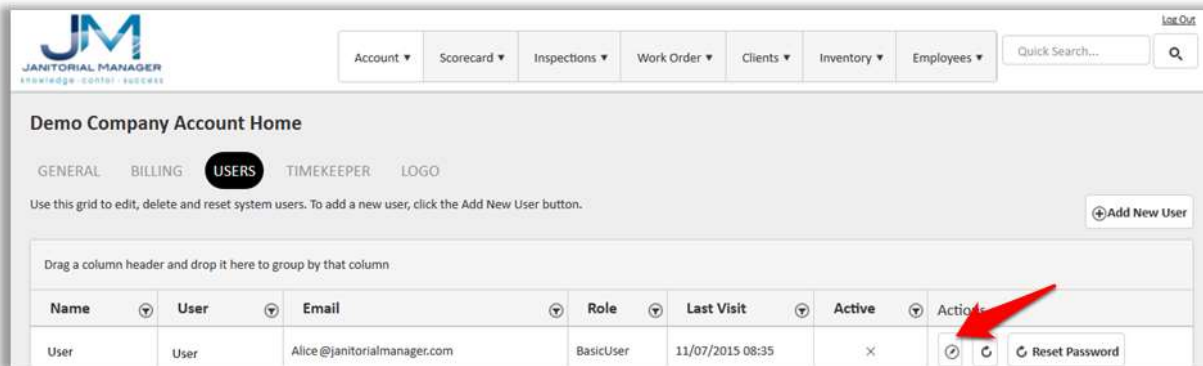 Log Out
JM
JANITORIAL MANAGER
knowledge·contol·success
Account Scorecard Inspections Work Order Clients Inventory Employees Quick Search...
Demo Company Account Home
GENERAL BILLING USERS TIMEKEEPER LOGO
Use this grid to edit, delete and reset system users. To add a new user, click the Add New User button.
Add New User
Drag a column header and drop it here to group by that column
Name User Email Role Last Visit Active Actions
User User Alice@janitorialmanager.com BasicUser 11/07/2015 08:35 Reset Password